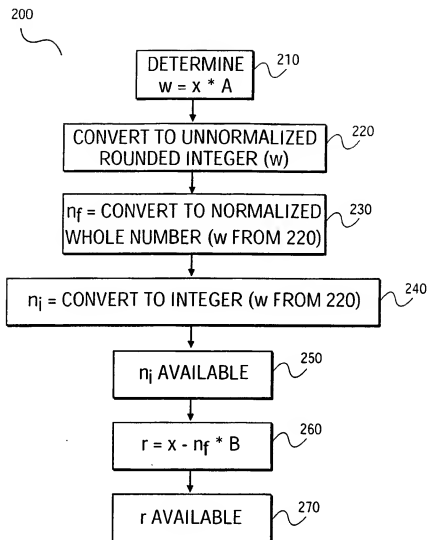 200
DETERMINE
w = x * A
210
CONVERT TO UNNORMALIZED
ROUNDED INTEGER (w)
220
nf = CONVERT TO NORMALIZED
WHOLE NUMBER (w FROM 220)
230
ni = CONVERT TO INTEGER (w FROM 220)
240
ni AVAILABLE
250
r = x - nf * B
260
r AVAILABLE
270